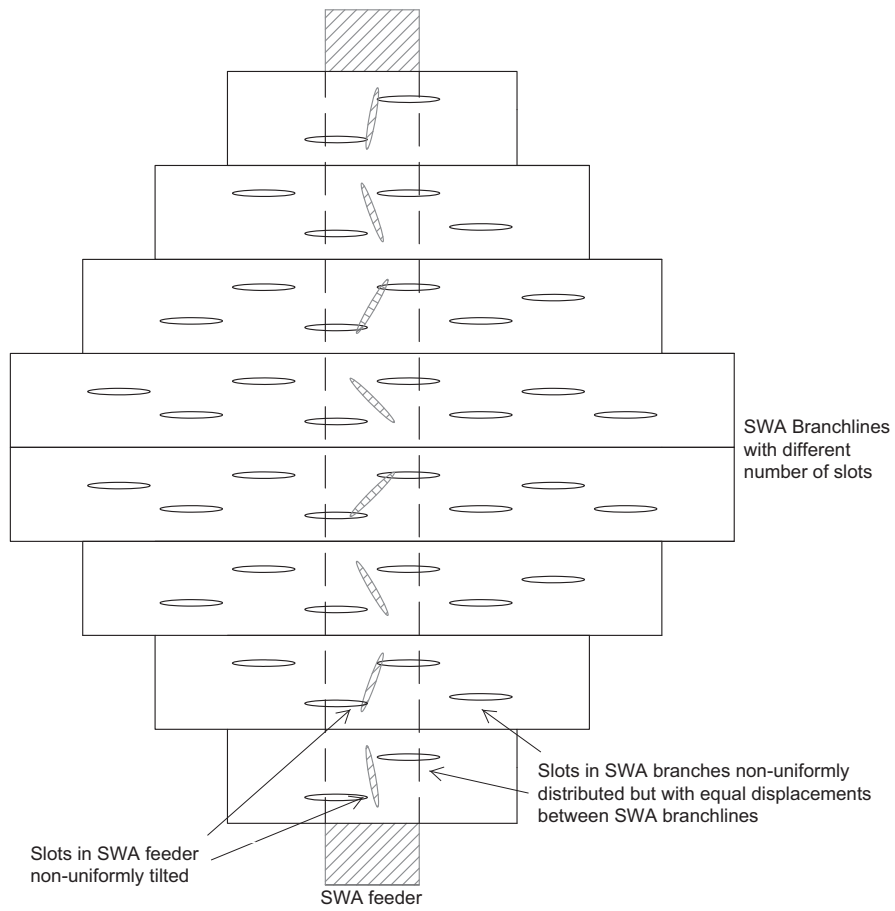 SWA Branchlines
with different
number of slots
Slots in SWA branches non-uniformly
distributed but with equal displacements
between SWA branchlines
Slots in SWA feeder
non-uniformly tilted
SWA feeder